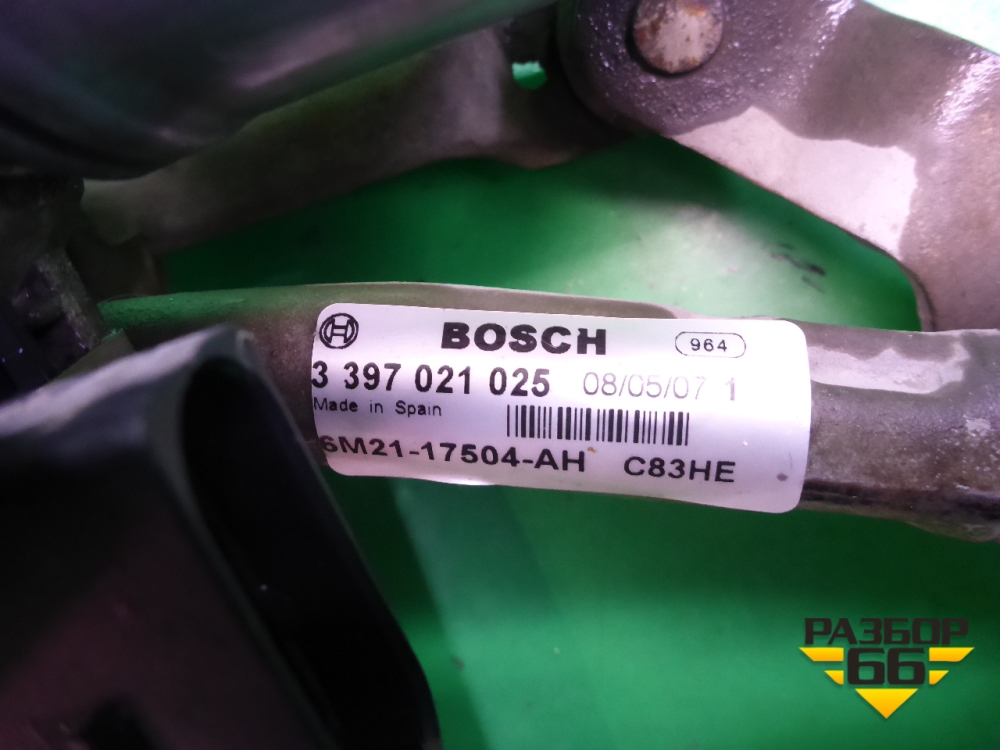 BOSCH 964
3 397 021 025 08/05/07 1
Made in Spain
6M21-17504-AH C83HE
РАЗБОР
66